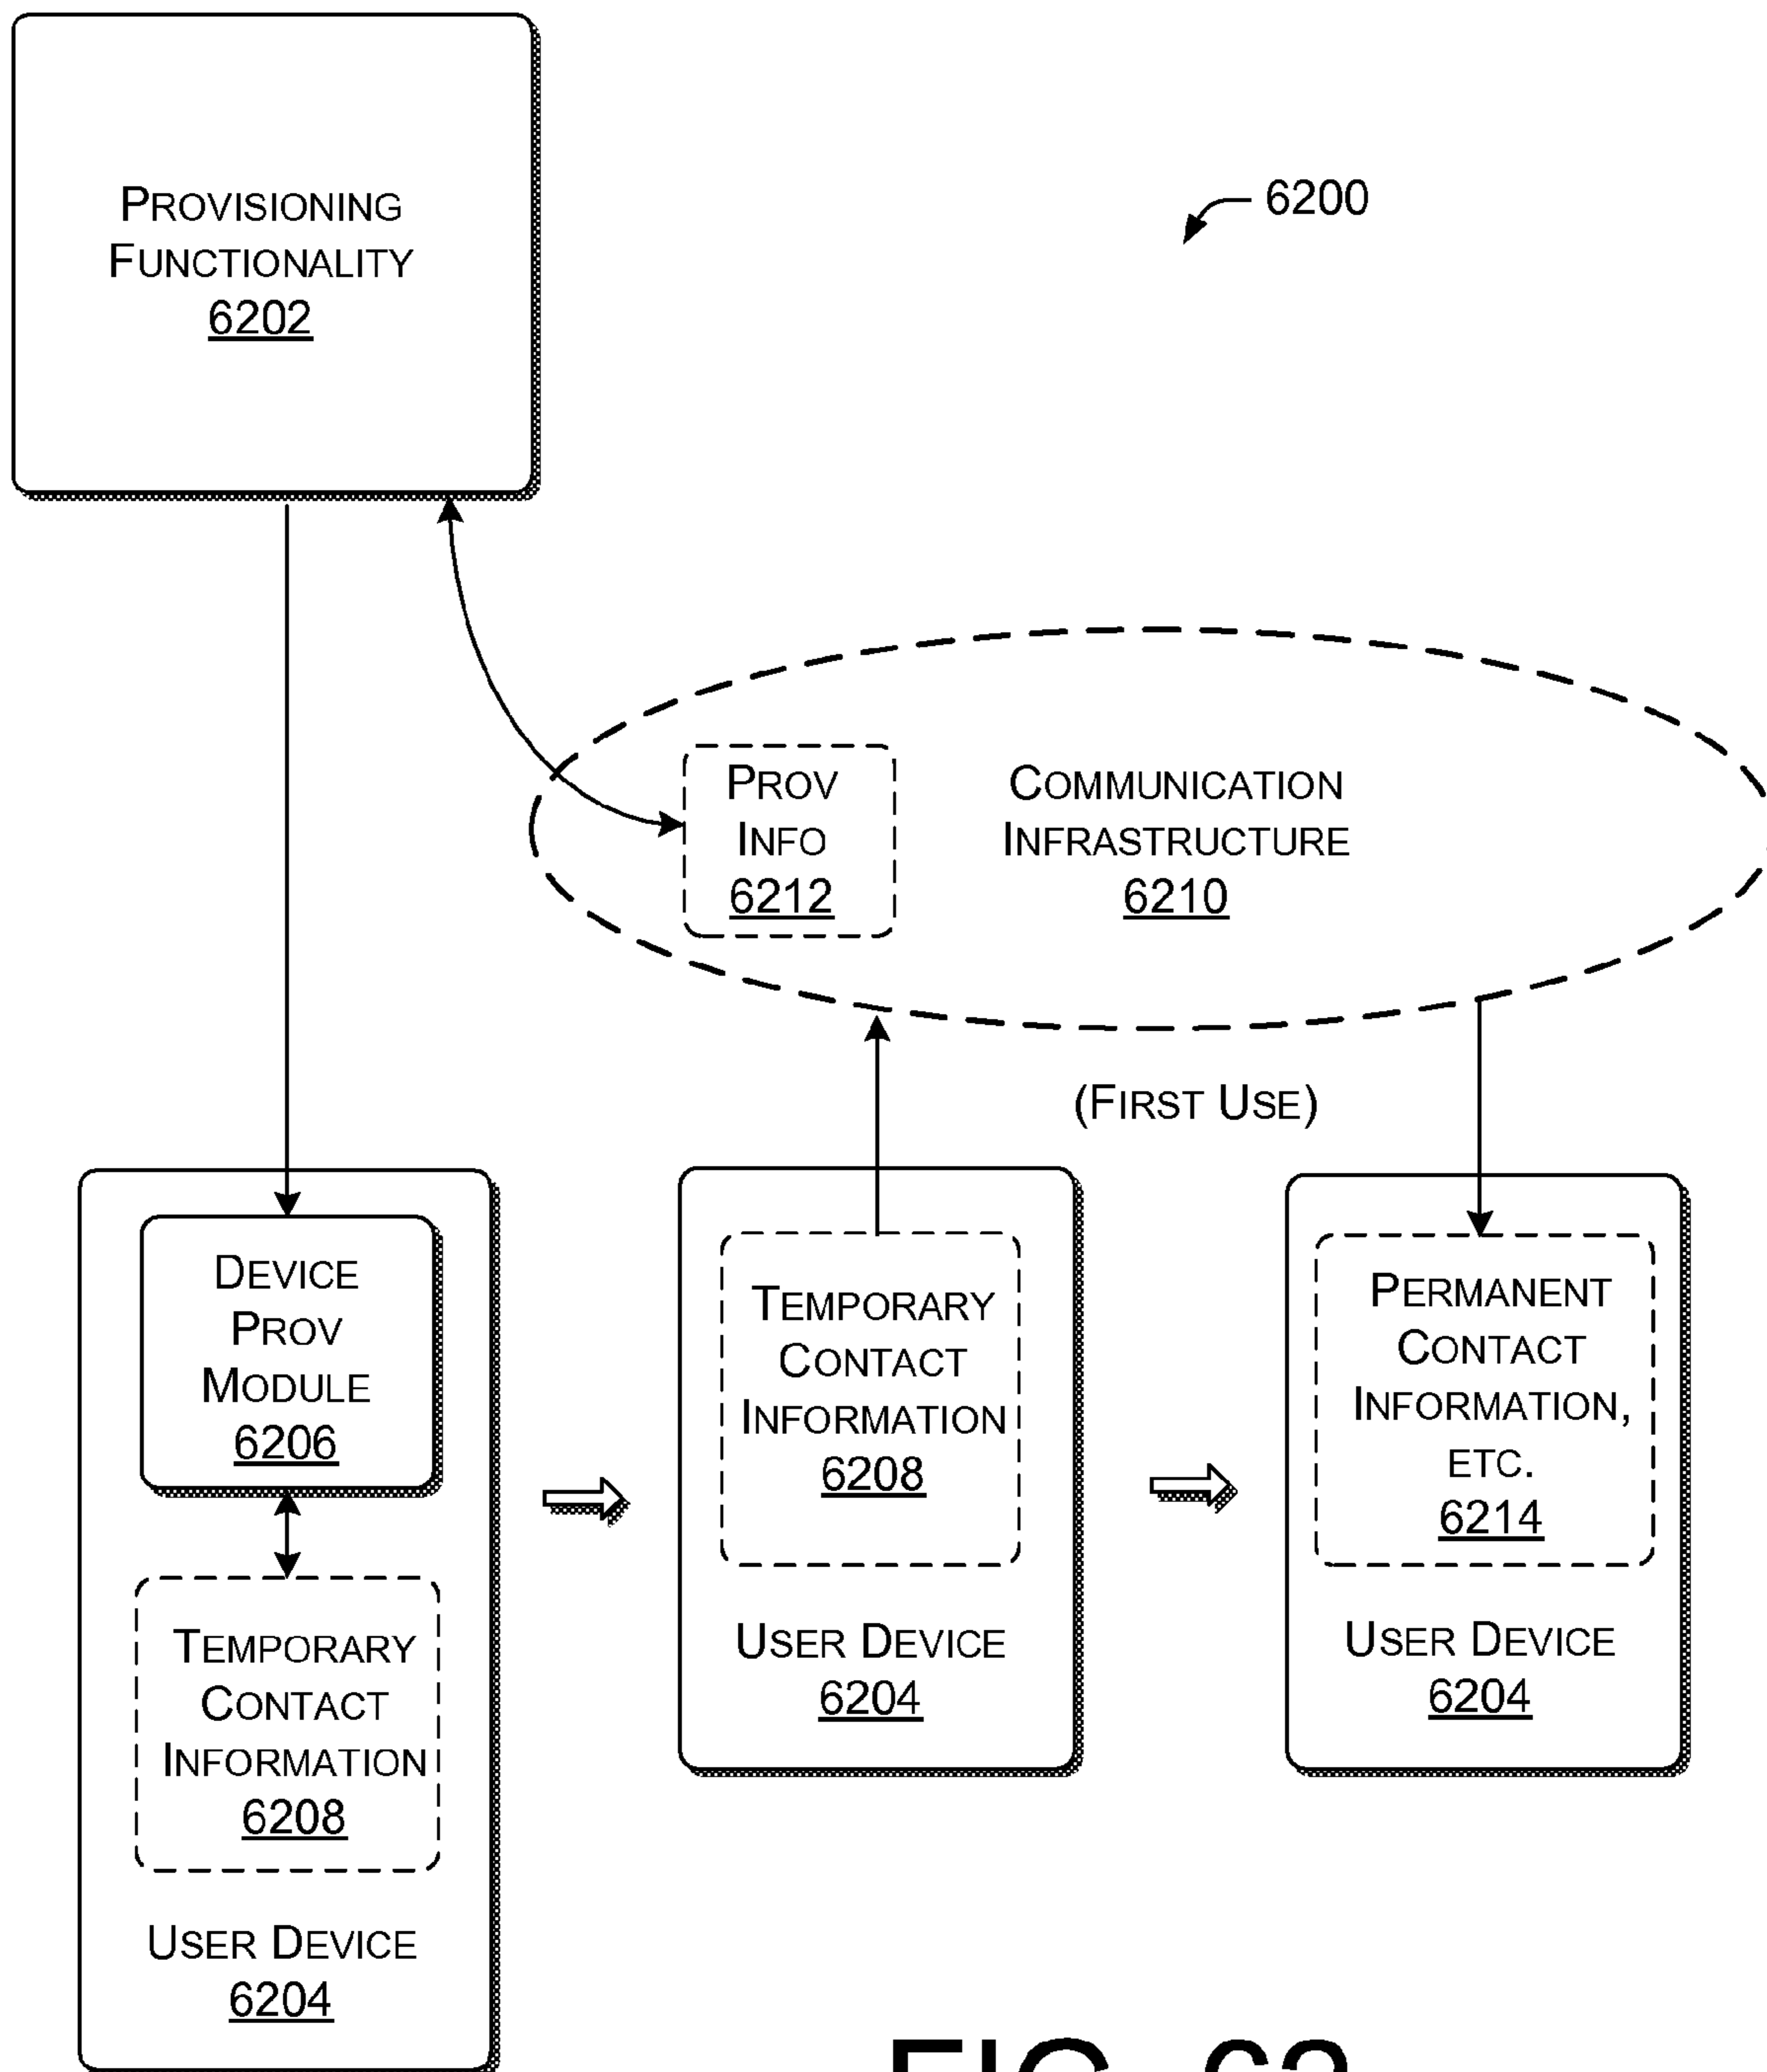 PROVISIONING
FUNCTIONALITY
6202
6200
PROV
INFO
6212
COMMUNICATION
INFRASTRUCTURE
6210
(FIRST USE)
DEVICE
PROV
MODULE
6206
TEMPORARY
CONTACT
INFORMATION
6208
USER DEVICE
6204
TEMPORARY
CONTACT
INFORMATION
6208
USER DEVICE
6204
PERMANENT
CONTACT
INFORMATION,
ETC.
6214
USER DEVICE
6204